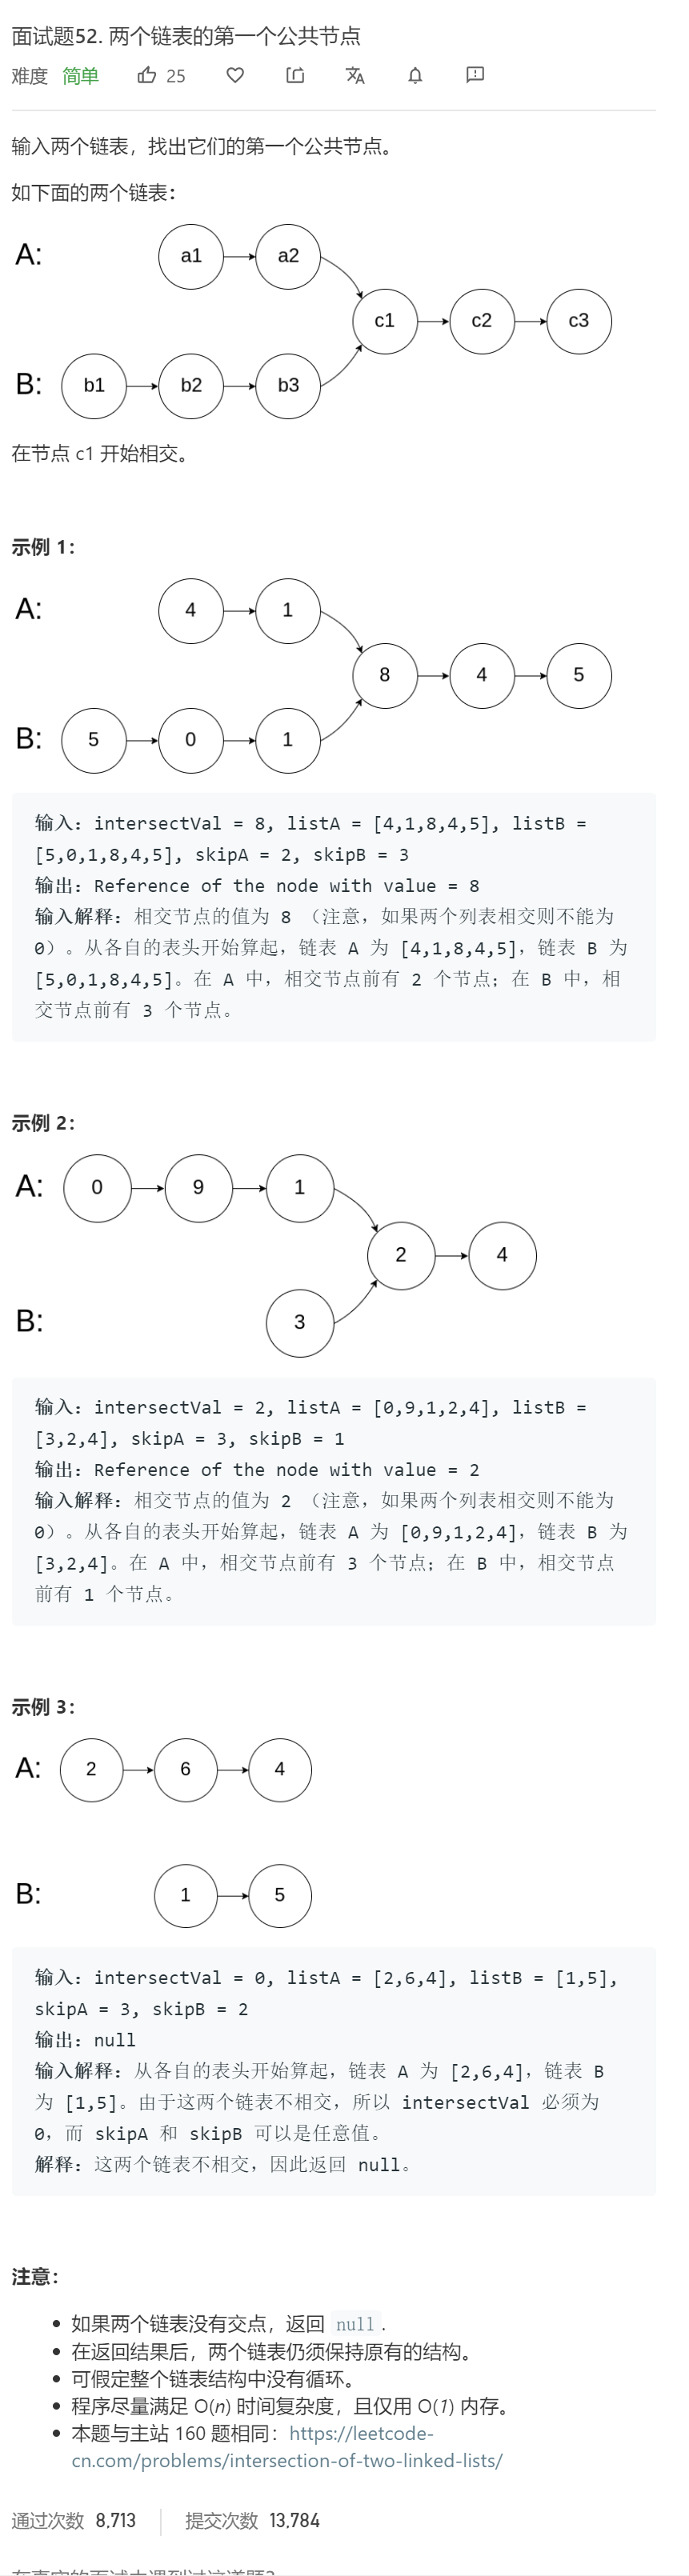 面试题52. 两个链表的第一个公共节点
难度 简单 25
输入两个链表，找出它们的第一个公共节点。
如下面的两个链表：
A: a1 a2
c1 c2 c3
B: b1 b2 b3
在节点 c1 开始相交。
示例 1：
A: 4 1
8 4 5
B: 5 0 1
输入：intersectVal = 8, listA = [4,1,8,4,5], listB =
[5,0,1,8,4,5], skipA = 2, skipB = 3
输出：Reference of the node with value = 8
输入解释：相交节点的值为 8 （注意，如果两个列表相交则不能为
0）。从各自的表头开始算起，链表 A 为 [4,1,8,4,5]，链表 B 为
[5,0,1,8,4,5]。在 A 中，相交节点前有 2 个节点；在 B 中，相
交节点前有 3 个节点。
示例 2：
A: 0 9 1
2 4
B: 3
输入：intersectVal = 2, listA = [0,9,1,2,4], listB =
[3,2,4], skipA = 3, skipB = 1
输出：Reference of the node with value = 2
输入解释：相交节点的值为 2 （注意，如果两个列表相交则不能为
0）。从各自的表头开始算起，链表 A 为 [0,9,1,2,4]，链表 B 为
[3,2,4]。在 A 中，相交节点前有 3 个节点；在 B 中，相交节点
前有 1 个节点。
示例 3：
A: 2 6 4
B: 1 5
输入：intersectVal = 0, listA = [2,6,4], listB = [1,5],
skipA = 3, skipB = 2
输出：null
输入解释：从各自的表头开始算起，链表 A 为 [2,6,4]，链表 B
为 [1,5]。由于这两个链表不相交，所以 intersectVal 必须为
0，而 skipA 和 skipB 可以是任意值。
解释：这两个链表不相交，因此返回 null。
注意：
如果两个链表没有交点，返回 null.
在返回结果后，两个链表仍须保持原有的结构。
可假定整个链表结构中没有循环。
程序尽量满足 O(n) 时间复杂度，且仅用 O(1) 内存。
本题与主站 160 题相同：https://leetcode-
cn.com/problems/intersection-of-two-linked-lists/
通过次数 8,713 提交次数 13,784